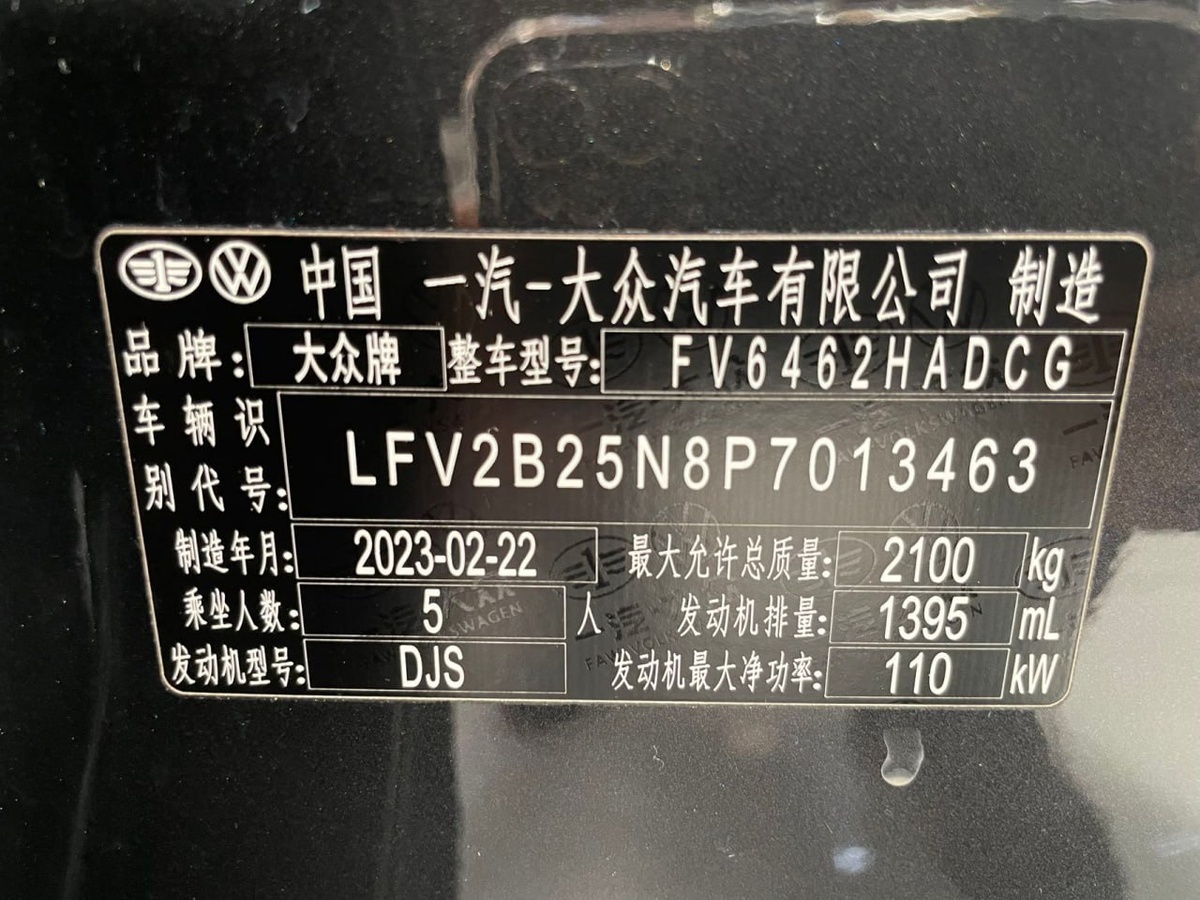 中国 一汽-大众汽车有限公司 制造
品牌: 大众牌 整车型号: FV6462HADCG
车辆识别代号: LFV2B25N8P7013463
制造年月: 2023-02-22 最大允许总质量: 2100 kg
乘坐人数: 5 人 发动机排量: 1395 mL
发动机型号: DJS 发动机最大净功率: 110 kW